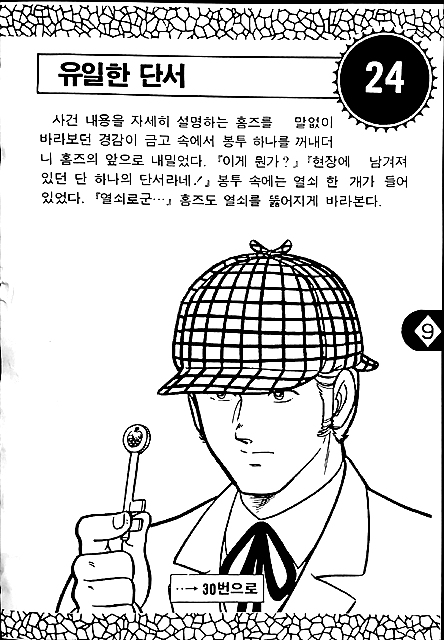 유일한 단서
24
사건 내용을 자세히 설명하는 홈즈를 말없이
바라보던 경감이 금고 속에서 봉투 하나를 꺼내더
니 홈즈의 앞으로 내밀었다. 『이게 뭔가?』 『현장에 남겨져
있던 단 하나의 단서라네!』 봉투 속에는 열쇠 한 개가 들어
있었다. 『열쇠로군…』 홈즈도 열쇠를 뚫어지게 바라본다.
9
…→ 30번으로